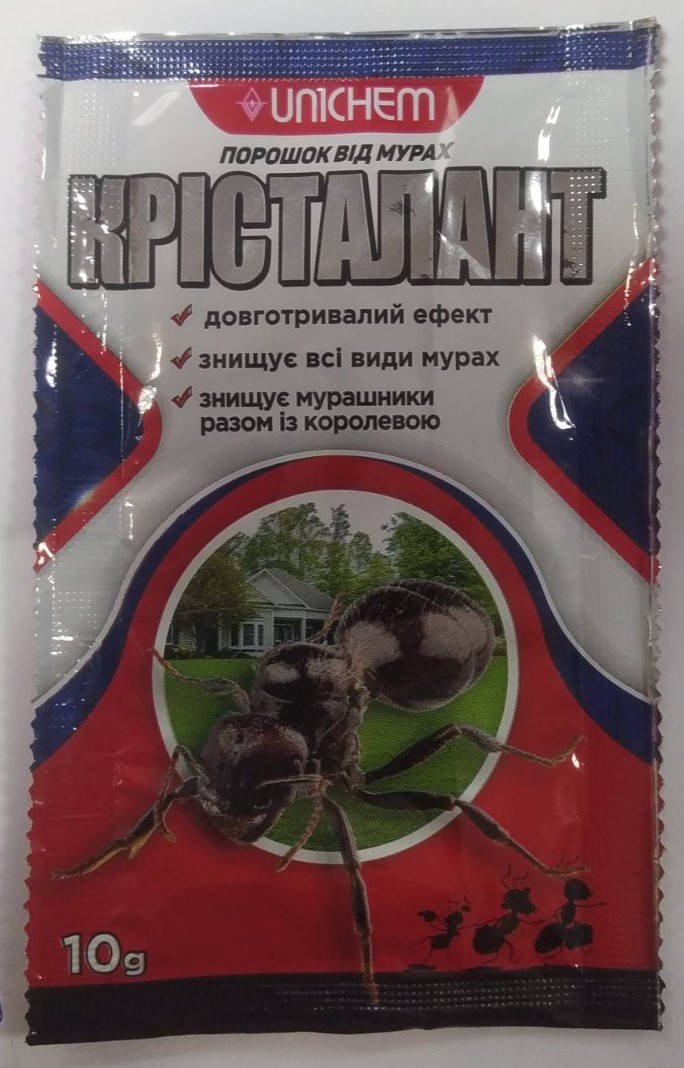 UNICHEM
ПОРОШОК ВІД МУРАХ
КРІСТАЛАНТ
довготривалий ефект
знищує всі види мурах
знищує мурашники
разом із королевою
10g